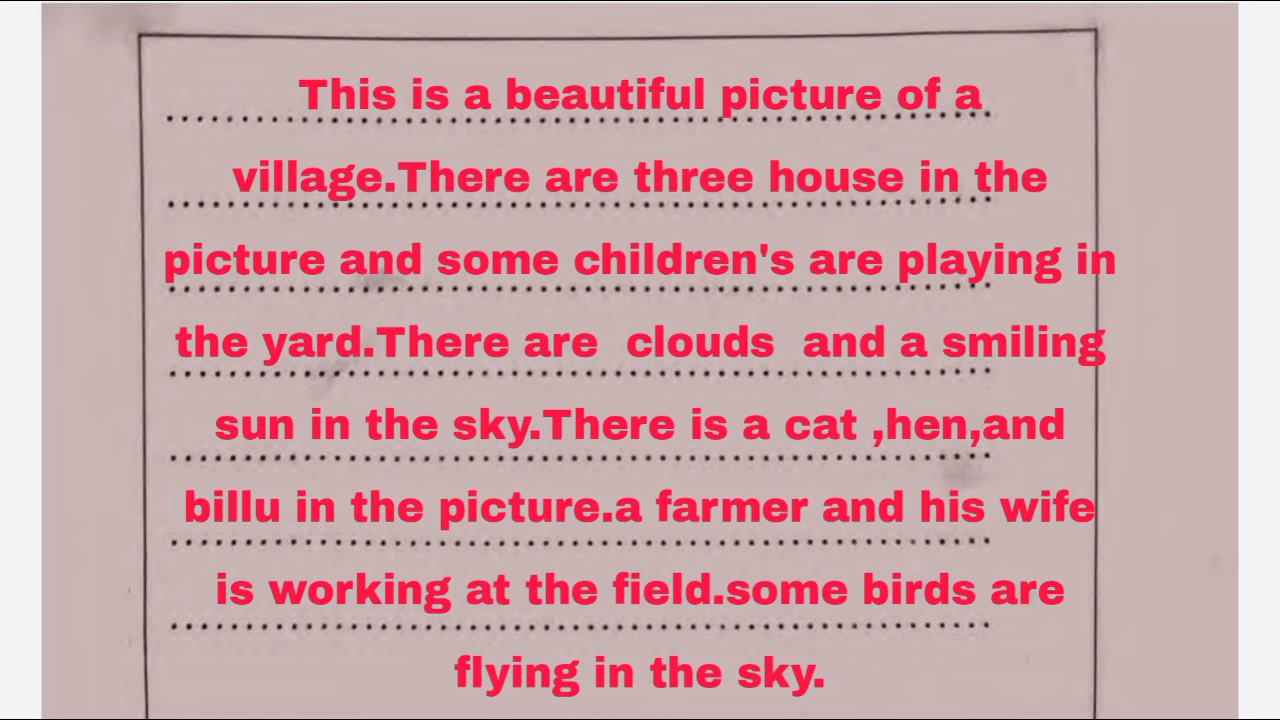 This is a beautiful picture of a
village.There are three house in the
picture and some children's are playing in
the yard.There are  clouds  and a smiling
sun in the sky.There is a cat ,hen,and
billu in the picture.a farmer and his wife
is working at the field.some birds are
flying in the sky.